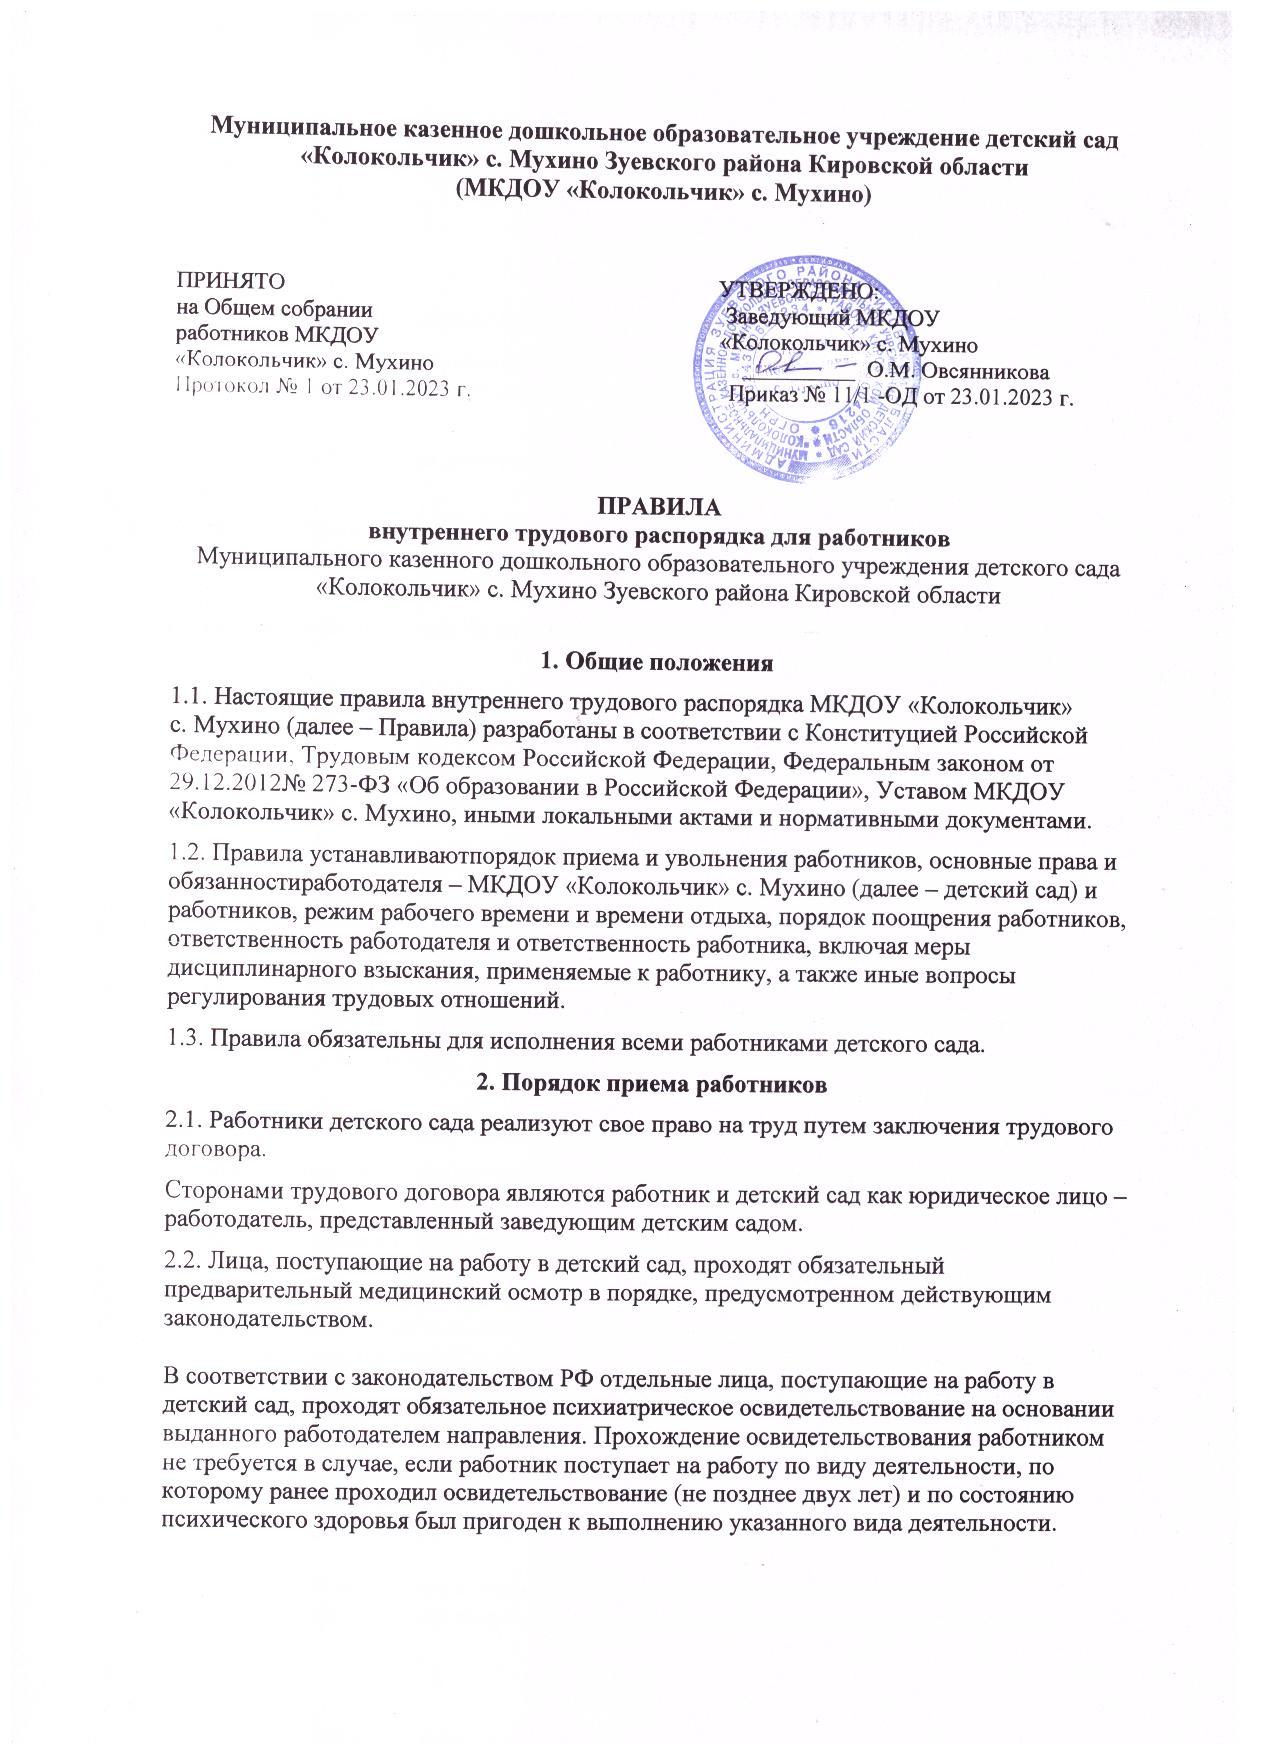 Муниципальное казенное дошкольное образовательное учреждение детский сад
«Колокольчик» с. Мухино Зуевского района Кировской области
(МКДОУ «Колокольчик» с. Мухино)
ПРИНЯТО
на Общем собрании
работников МКДОУ
«Колокольчик» с. Мухино
Протокол № 1 от 23.01.2023 г.
УТВЕРЖДЕНО:
Заведующий МКДОУ
«Колокольчик» с. Мухино
О.М. Овсянникова
Приказ № 11/1 -ОД от 23.01.2023 г.
ПРАВИЛА
внутреннего трудового распорядка для работников
Муниципального казенного дошкольного образовательного учреждения детского сада
«Колокольчик» с. Мухино Зуевского района Кировской области
1. Общие положения
1.1. Настоящие правила внутреннего трудового распорядка МКДОУ «Колокольчик»
с. Мухино (далее – Правила) разработаны в соответствии с Конституцией Российской
Федерации, Трудовым кодексом Российской Федерации, Федеральным законом от
29.12.2012№ 273-ФЗ «Об образовании в Российской Федерации», Уставом МКДОУ
«Колокольчик» с. Мухино, иными локальными актами и нормативными документами.
1.2. Правила устанавливаютпорядок приема и увольнения работников, основные права и
обязанностиработодателя – МКДОУ «Колокольчик» с. Мухино (далее – детский сад) и
работников, режим рабочего времени и времени отдыха, порядок поощрения работников,
ответственность работодателя и ответственность работника, включая меры
дисциплинарного взыскания, применяемые к работнику, а также иные вопросы
регулирования трудовых отношений.
1.3. Правила обязательны для исполнения всеми работниками детского сада.
2. Порядок приема работников
2.1. Работники детского сада реализуют свое право на труд путем заключения трудового
договора.
Сторонами трудового договора являются работник и детский сад как юридическое лицо –
работодатель, представленный заведующим детским садом.
2.2. Лица, поступающие на работу в детский сад, проходят обязательный
предварительный медицинский осмотр в порядке, предусмотренном действующим
законодательством.
В соответствии с законодательством РФ отдельные лица, поступающие на работу в
детский сад, проходят обязательное психиатрическое освидетельствование на основании
выданного работодателем направления. Прохождение освидетельствования работником
не требуется в случае, если работник поступает на работу по виду деятельности, по
которому ранее проходил освидетельствование (не позднее двух лет) и по состоянию
психического здоровья был пригоден к выполнению указанного вида деятельности.